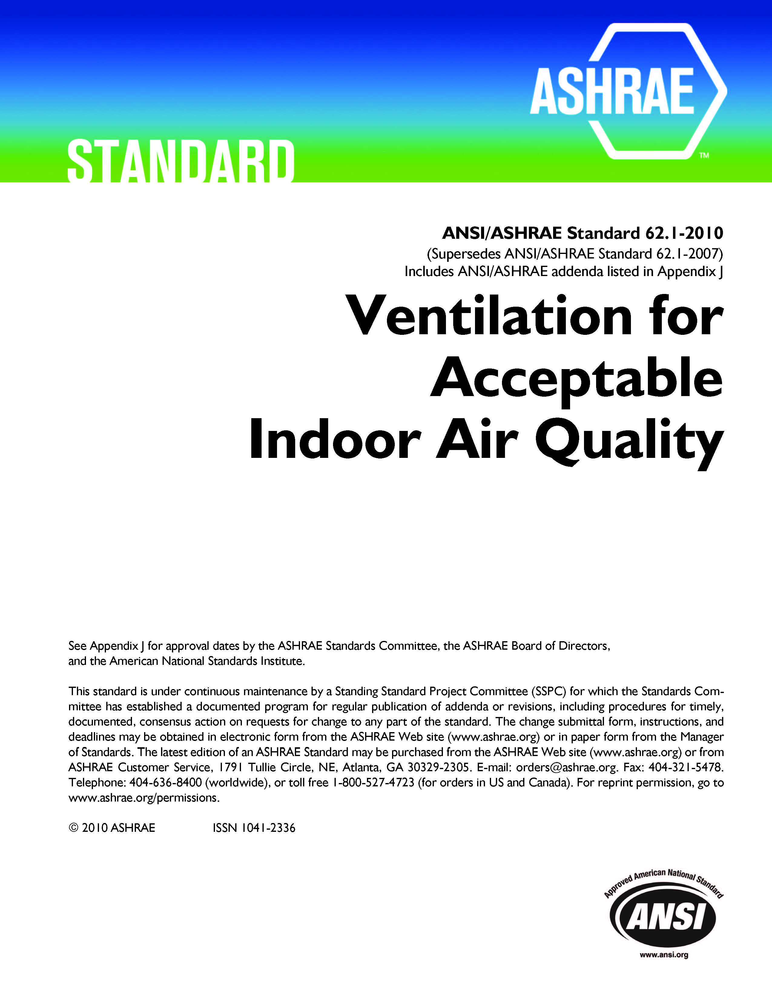 ASHRAE
TM
STANDARD
ANSI/ASHRAE Standard 62.1-2010
(Supersedes ANSI/ASHRAE Standard 62.1-2007)
Includes ANSI/ASHRAE addenda listed in Appendix J
Ventilation for
Acceptable
Indoor Air Quality
See Appendix J for approval dates by the ASHRAE Standards Committee, the ASHRAE Board of Directors,
and the American National Standards Institute.
This standard is under continuous maintenance by a Standing Standard Project Committee (SSPC) for which the Standards Com-
mittee has established a documented program for regular publication of addenda or revisions, including procedures for timely,
documented, consensus action on requests for change to any part of the standard. The change submittal form, instructions, and
deadlines may be obtained in electronic form from the ASHRAE Web site (www.ashrae.org) or in paper form from the Manager
of Standards. The latest edition of an ASHRAE Standard may be purchased from the ASHRAE Web site (www.ashrae.org) or from
ASHRAE Customer Service, 1791 Tullie Circle, NE, Atlanta, GA 30329-2305. E-mail: orders@ashrae.org. Fax: 404-321-5478.
Telephone: 404-636-8400 (worldwide), or toll free 1-800-527-4723 (for orders in US and Canada). For reprint permission, go to
www.ashrae.org/permissions.
© 2010 ASHRAE ISSN 1041-2336
Approved American National Standard
ANSI
www.ansi.org